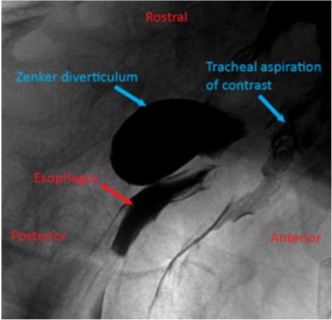 Rostral
Zenker diverticulum
Tracheal aspiration
of contrast
Esophagus
Posterior
Anterior